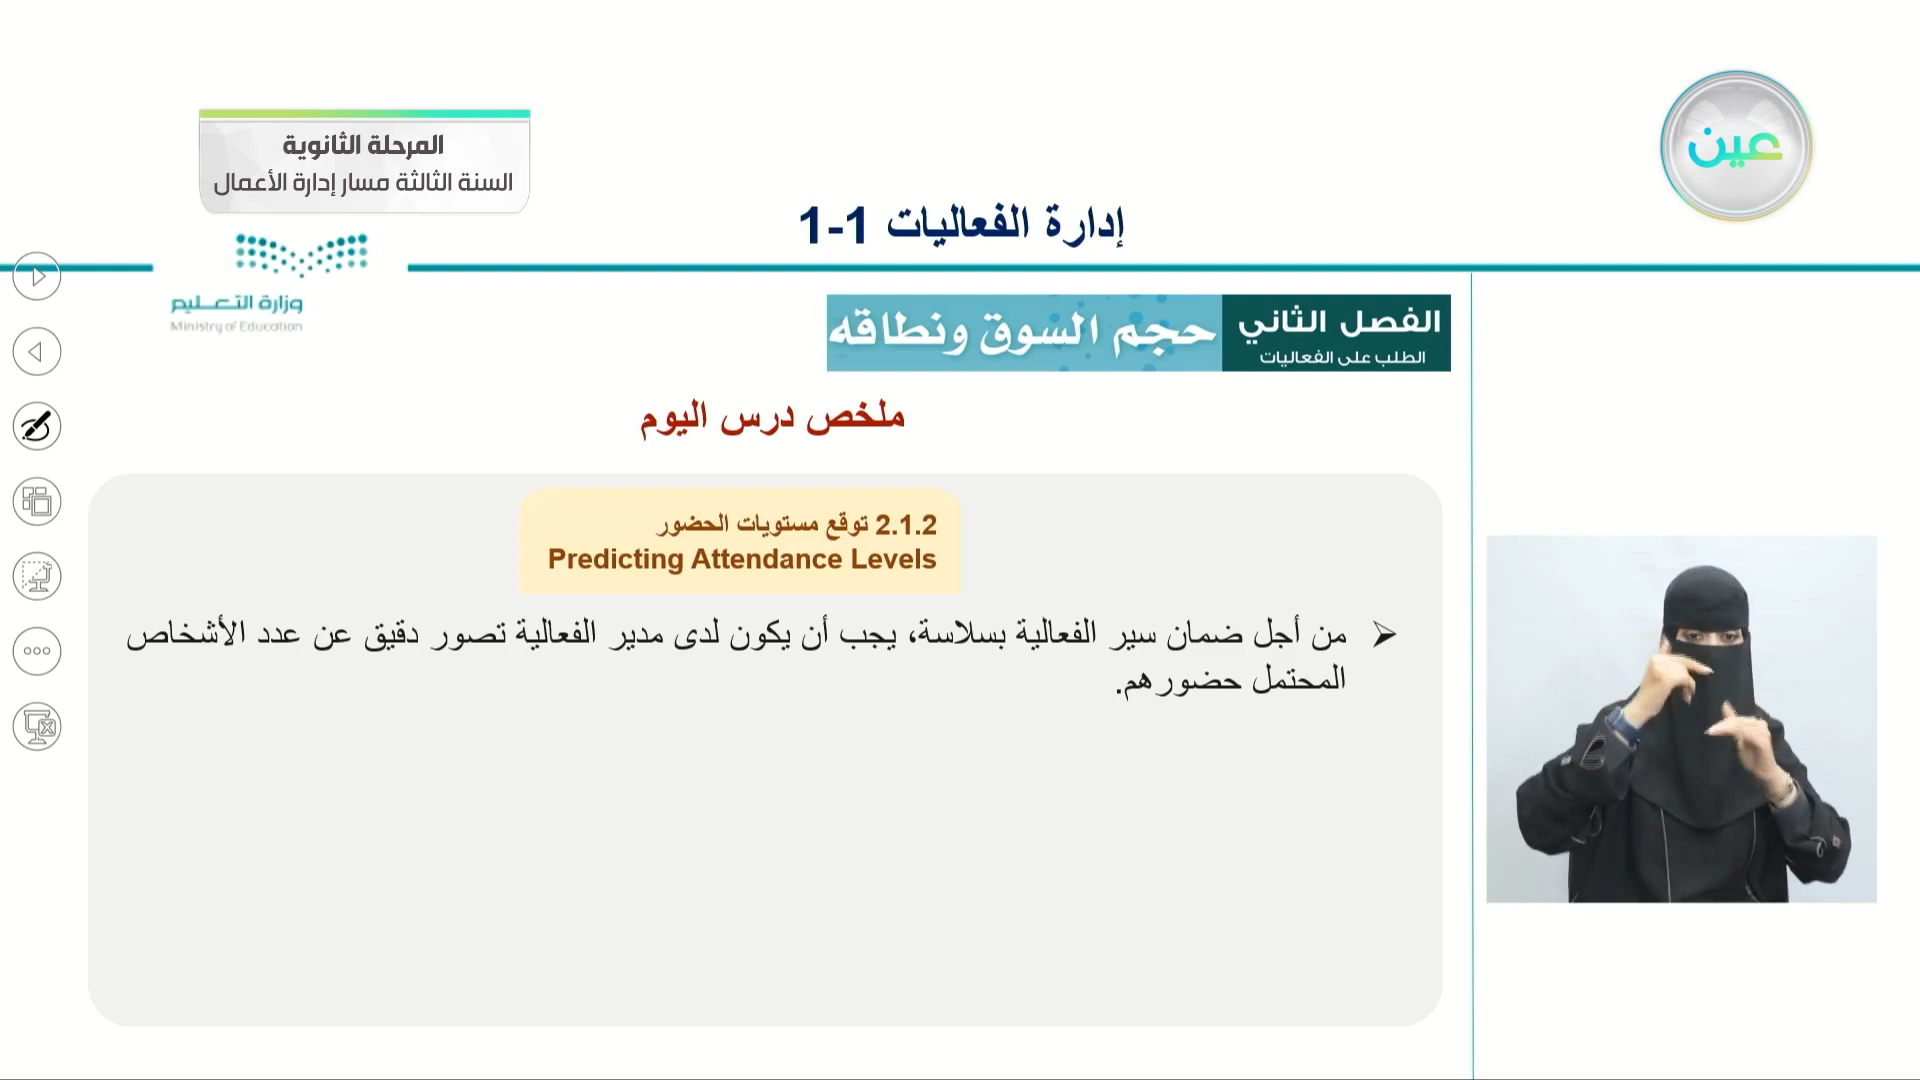 المرحلة الثانوية
السنة الثالثة مسار إدارة الأعمال
عين
إدارة الفعاليات 1-1
وزارة التعليم
Ministry of Education
الفصل الثاني
الطلب على الفعاليات
حجم السوق ونطاقه
ملخص درس اليوم
2.1.2 توقع مستويات الحضور
Predicting Attendance Levels
من أجل ضمان سير الفعالية بسلاسة، يجب أن يكون لدى مدير الفعالية تصور دقيق عن عدد الأشخاص
المحتمل حضورهم.